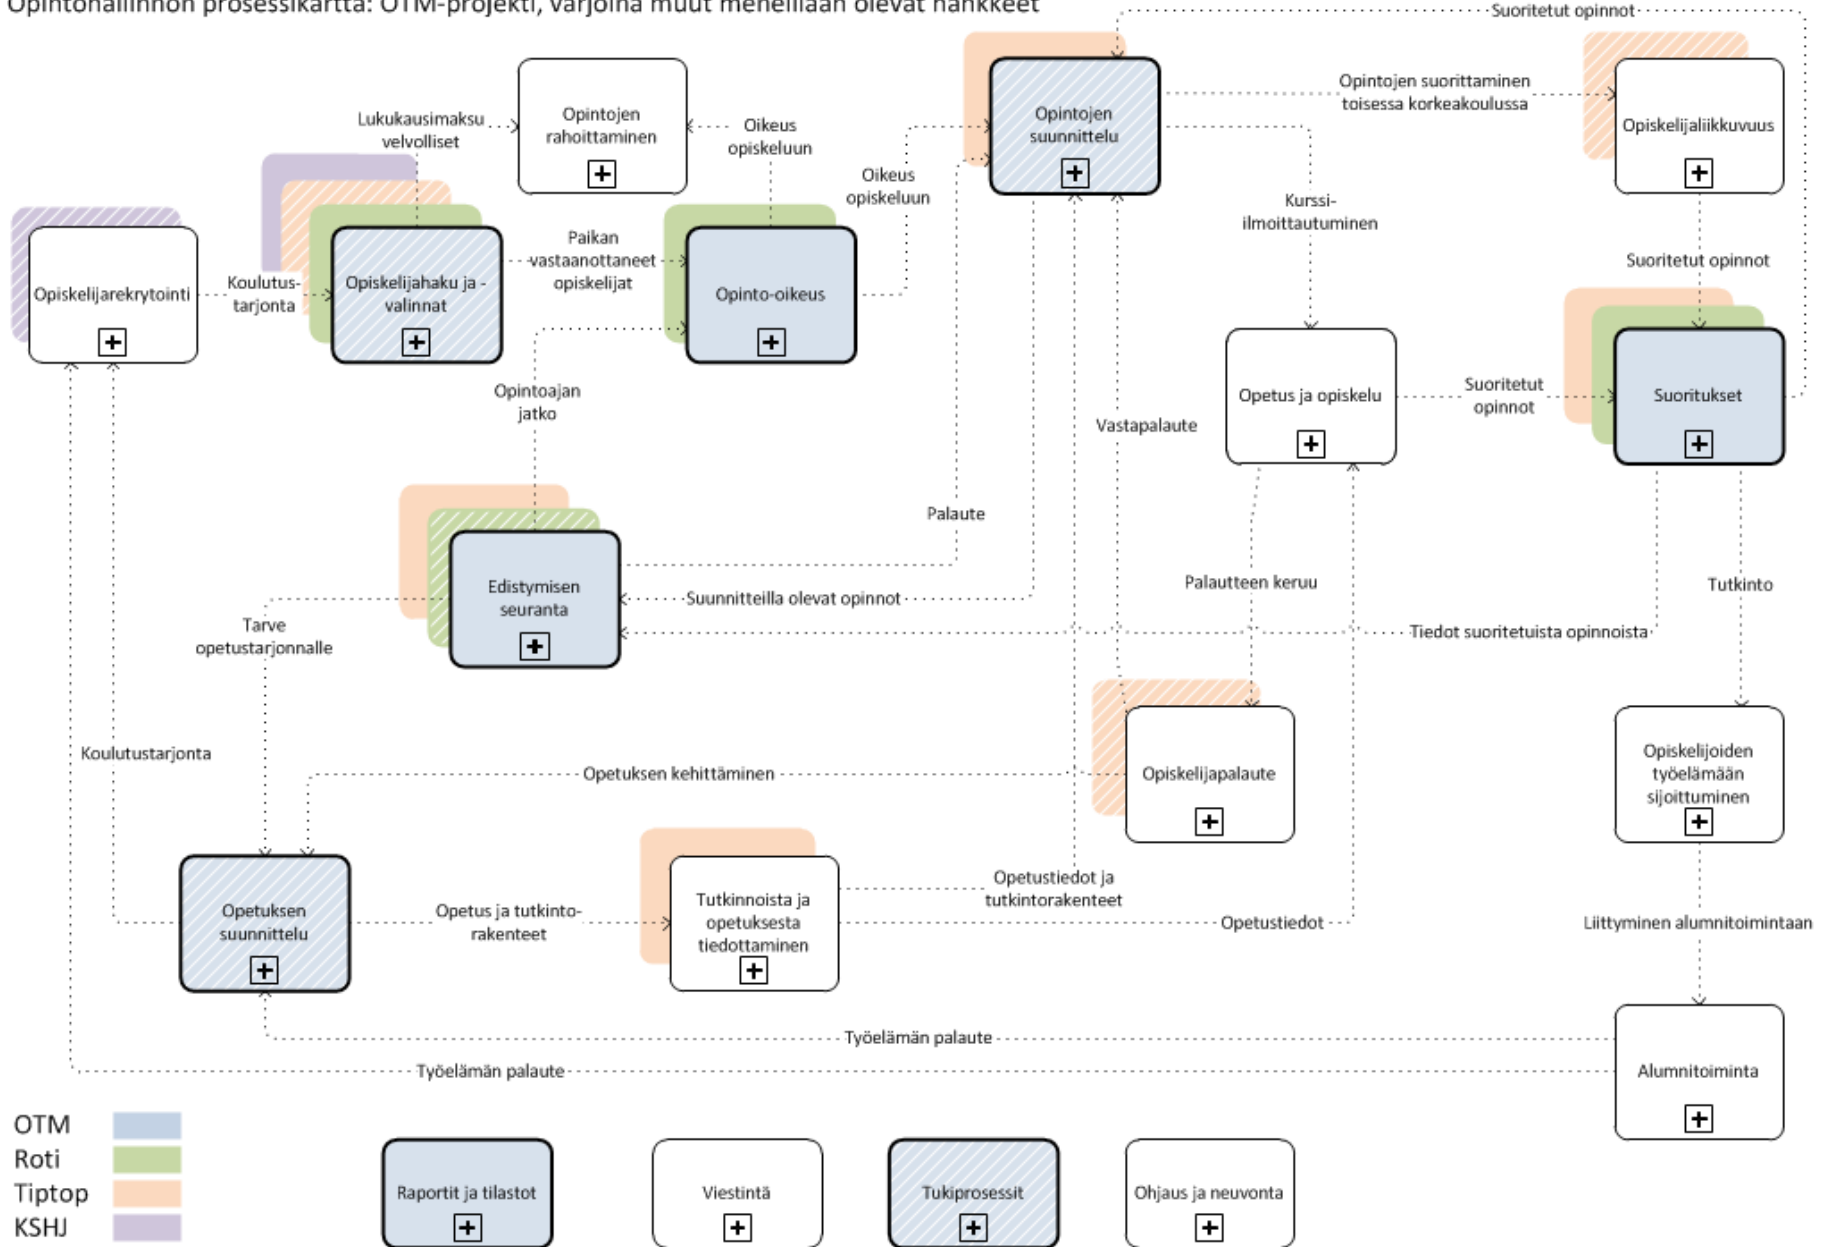 Opintohallinnon prosessikartta: OTM-projekti, varjoina muut meneillään olevat hankkeet
Suoritetut opinnot
Opintojen
rahoittaminen
Lukukausimaksu
velvolliset
Oikeus
opiskeluun
Opintojen
suunnittelu
Opintojen suorittaminen
toisessa korkeakoulussa
Opiskelijaliikkuvuus
Oikeus
opiskeluun
Kurssi-
ilmoittautuminen
Opiskelijarekrytointi
Koulutus-
tarjonta
Opiskelijahaku ja -
valinnat
Paikan
vastaanottaneet
opiskelijat
Opinto-oikeus
Suoritetut opinnot
Opintoajan
jatko
Vastapalaute
Opetus ja opiskelu
Suoritetut
opinnot
Suoritukset
Palaute
Edistymisen
seuranta
Suunnitteilla olevat opinnot
Palautteen keruu
Tutkinto
Tarve
opetustarjonnalle
Tiedot suoritetuista opinnoista
Koulutustarjonta
Opetuksen kehittäminen
Opiskelijapalaute
Opiskelijoiden
työelämään
sijoittuminen
Opetuksen
suunnittelu
Opetus ja tutkinto-
rakenteet
Tutkinnoista ja
opetuksesta
tiedottaminen
Opetustiedot ja
tutkintorakenteet
Opetustiedot
Liittyminen alumnitoimintaan
Työelämän palaute
Työelämän palaute
Alumnitoiminta
OTM
Roti
Tiptop
KSHJ
Raportit ja tilastot
Viestintä
Tukiprosessit
Ohjaus ja neuvonta